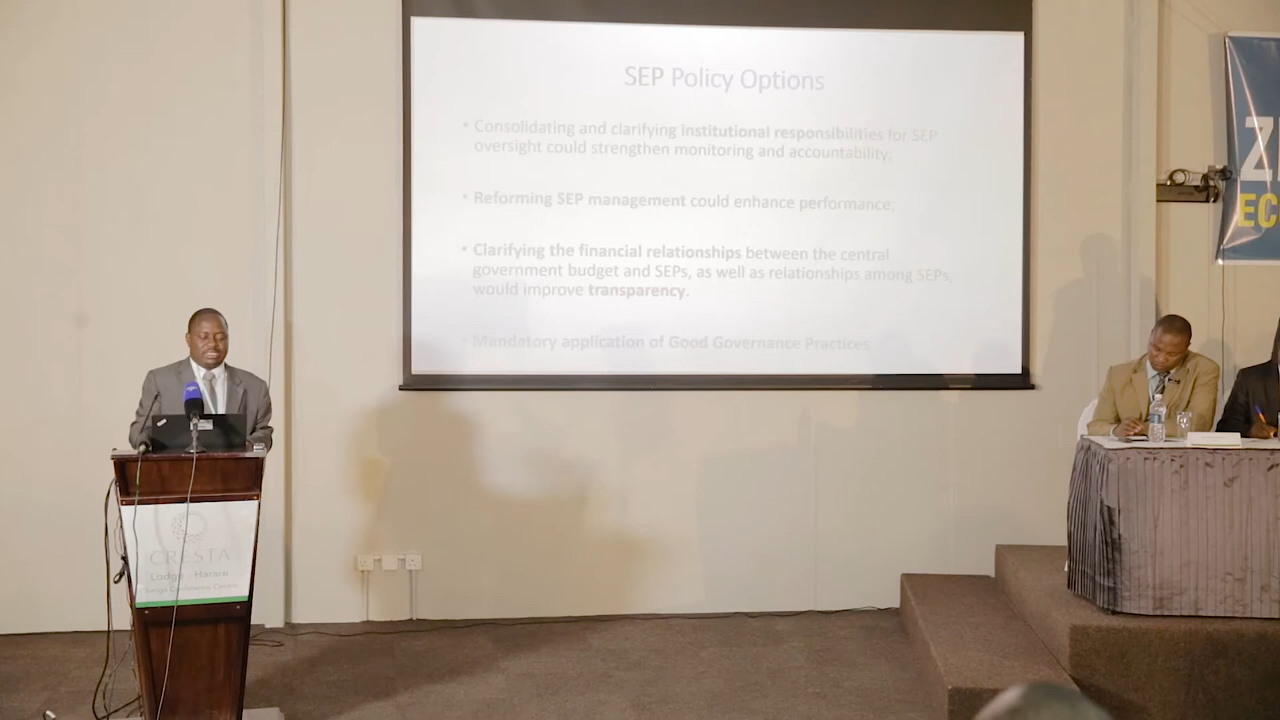 SEP Policy Options
• Consolidating and clarifying institutional responsibilities for SEP
oversight could strengthen monitoring and accountability;
• Reforming SEP management could enhance performance;
• Clarifying the financial relationships between the central
government budget and SEPs, as well as relationships among SEPs,
would improve transparency.
• Mandatory application of Good Governance Practices
CRESTA
Lodge - Harare
EC